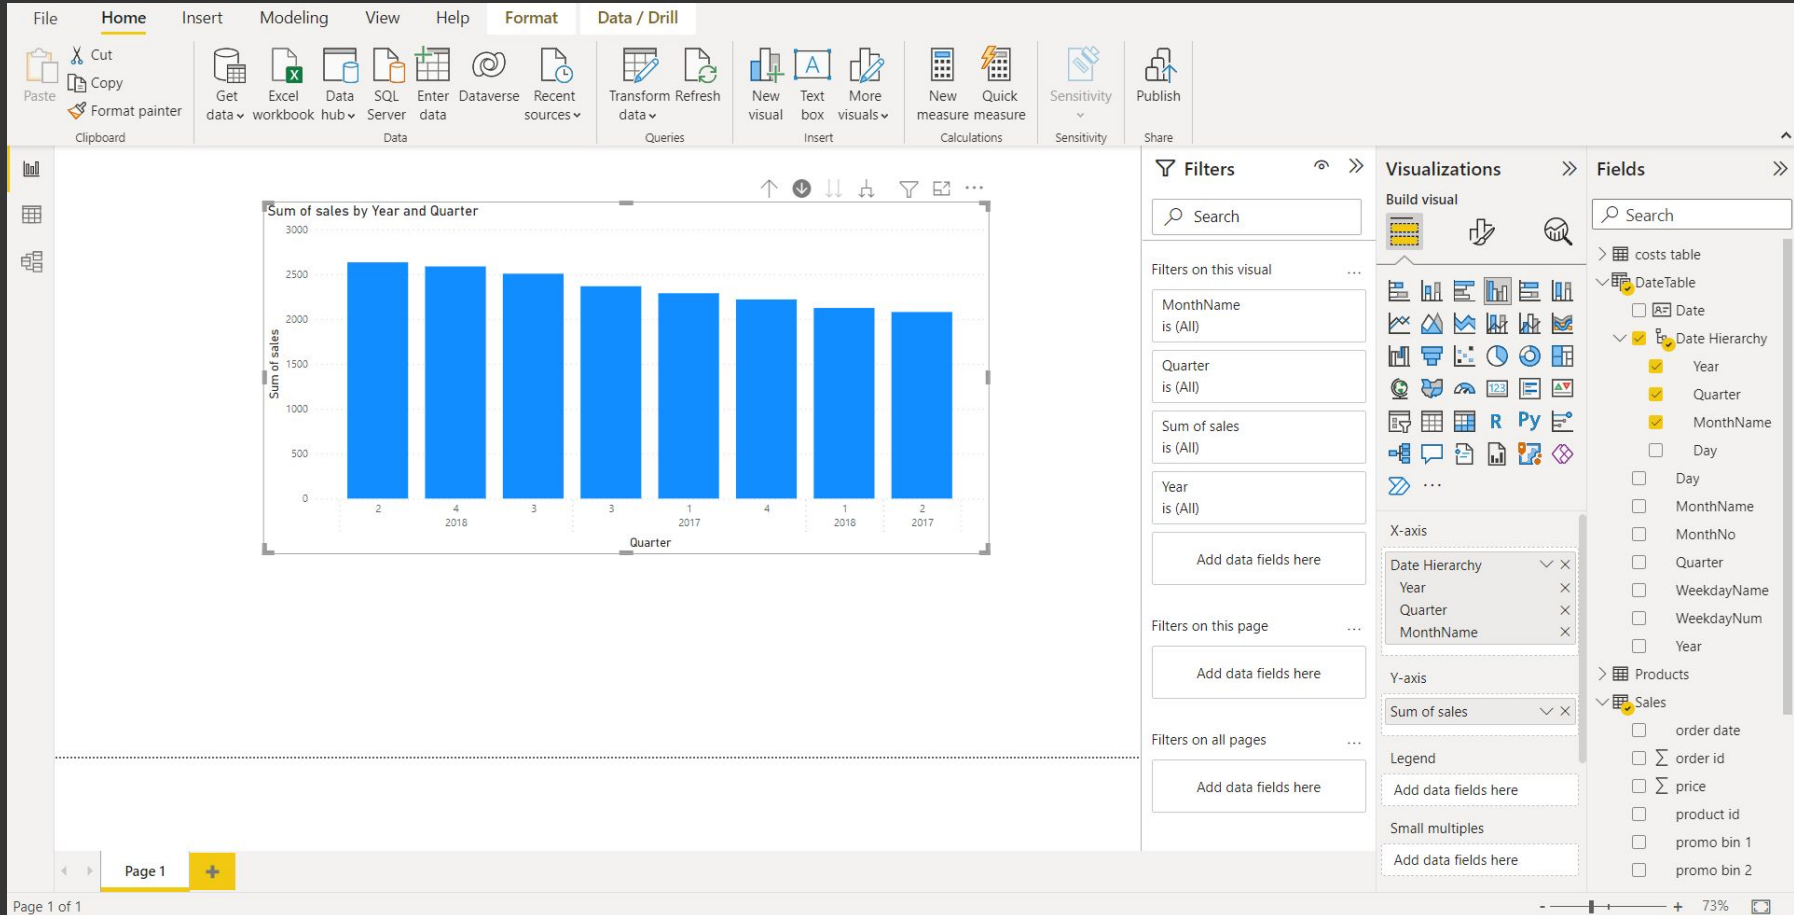 File Home Insert Modeling View Help Format Data / Drill
Paste
Cut
Copy
Format painter
Clipboard
Get data
Excel workbook
Data hub
SQL Server
Enter data
Dataverse
Recent sources
Data
Transform data
Refresh
Queries
New visual
Text box
More visuals
Insert
New measure
Quick measure
Calculations
Sensitivity
Sensitivity
Publish
Share
Sum of sales by Year and Quarter
3000
2500
2000
1500
1000
500
0
Sum of sales
2 4 3 3 1 4 1 2
2018 2017 2018 2017
Quarter
Filters
Search
Filters on this visual ...
MonthName
is (All)
Quarter
is (All)
Sum of sales
is (All)
Year
is (All)
Add data fields here
Filters on this page ...
Add data fields here
Filters on all pages ...
Add data fields here
Visualizations
Build visual
123
R Py
...
X-axis
Date Hierarchy
Year
Quarter
MonthName
Y-axis
Sum of sales
Legend
Add data fields here
Small multiples
Add data fields here
Fields
Search
costs table
DateTable
Date
Date Hierarchy
Year
Quarter
MonthName
Day
Day
MonthName
MonthNo
Quarter
WeekdayName
WeekdayNum
Year
Products
Sales
order date
∑ order id
∑ price
product id
promo bin 1
promo bin 2
Page 1 +
Page 1 of 1
- + 73%